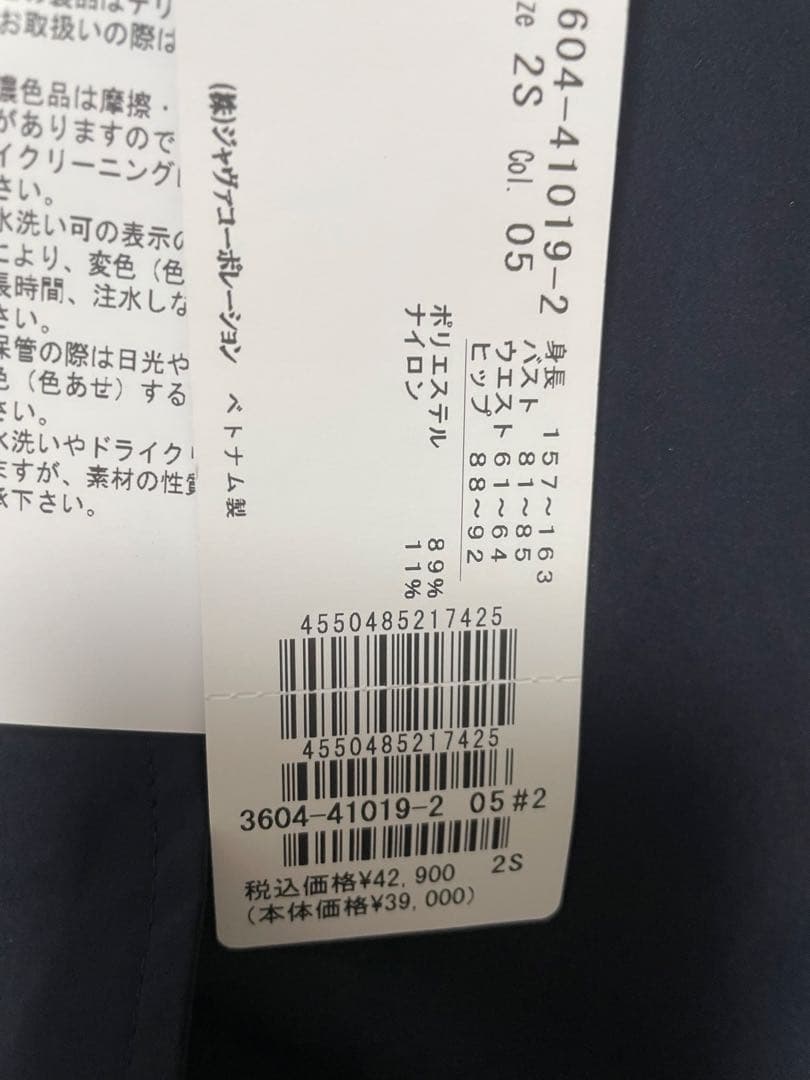 の製品はデリ
お取扱いの際は
濃色品は摩擦・
がありますので
イクリーニング
さい。
水洗い可の表示の
により、変色（色
長時間、注水しな
さい。
保管の際は日光や
色（色あせ）する
さい。
水洗いやドライク
ますが、素材の性質
承下さい。
604-41019-2
ze 2S Col. 05
身長 157～163
バスト 81～85
ウエスト 61～64
ヒップ 88～92
ポリエステル 89%
ナイロン 11%
(株)ジャヴァコーポレーション ベトナム製
4550485217425
4550485217425
3604-41019-2 05#2
2S
税込価格¥42,900
(本体価格¥39,000)